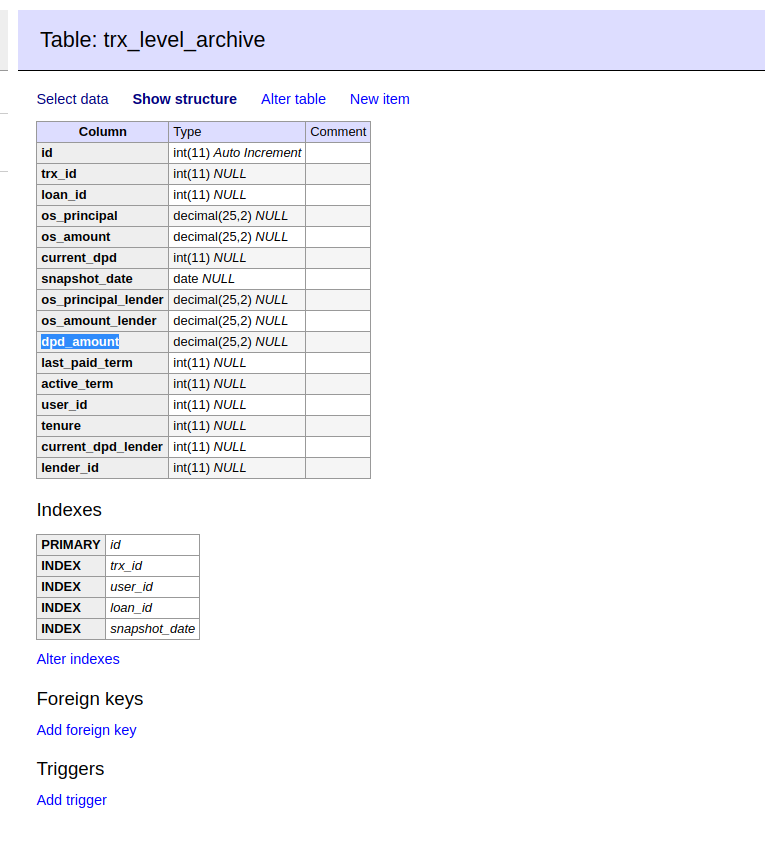 Table: trx_level_archive
Select data Show structure Alter table New item
Column Type Comment
id int(11) Auto Increment
trx_id int(11) NULL
loan_id int(11) NULL
os_principal decimal(25,2) NULL
os_amount decimal(25,2) NULL
current_dpd int(11) NULL
snapshot_date date NULL
os_principal_lender decimal(25,2) NULL
os_amount_lender decimal(25,2) NULL
dpd_amount decimal(25,2) NULL
last_paid_term int(11) NULL
active_term int(11) NULL
user_id int(11) NULL
tenure int(11) NULL
current_dpd_lender int(11) NULL
lender_id int(11) NULL
Indexes
PRIMARY id
INDEX trx_id
INDEX user_id
INDEX loan_id
INDEX snapshot_date
Alter indexes
Foreign keys
Add foreign key
Triggers
Add trigger